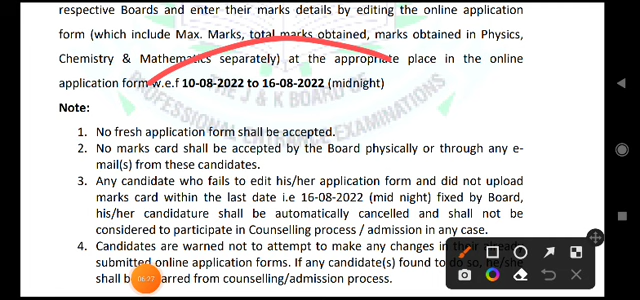 respective Boards and enter their marks details by editing the online application
form (which include Max. Marks, total marks obtained, marks obtained in Physics,
Chemistry & Mathematics separately) at the appropriate place in the online
application form w.e.f 10-08-2022 to 16-08-2022 (midnight)
THE J & K BOARD OF
PROFESSIONAL ENTRANCE EXAMINATIONS
Note:
1. No fresh application form shall be accepted.
2. No marks card shall be accepted by the Board physically or through any e-
mail(s) from these candidates.
3. Any candidate who fails to edit his/her application form and did not upload
marks card within the last date i.e 16-08-2022 (mid night) fixed by Board,
his/her candidature shall be automatically cancelled and shall not be
considered to participate in Counselling process / admission in any case.
4. Candidates are warned not to attempt to make any changes in
submitted online application forms. If any candidate(s) found to do so, he/she
shall b arred from counselling/admission process.
06:27